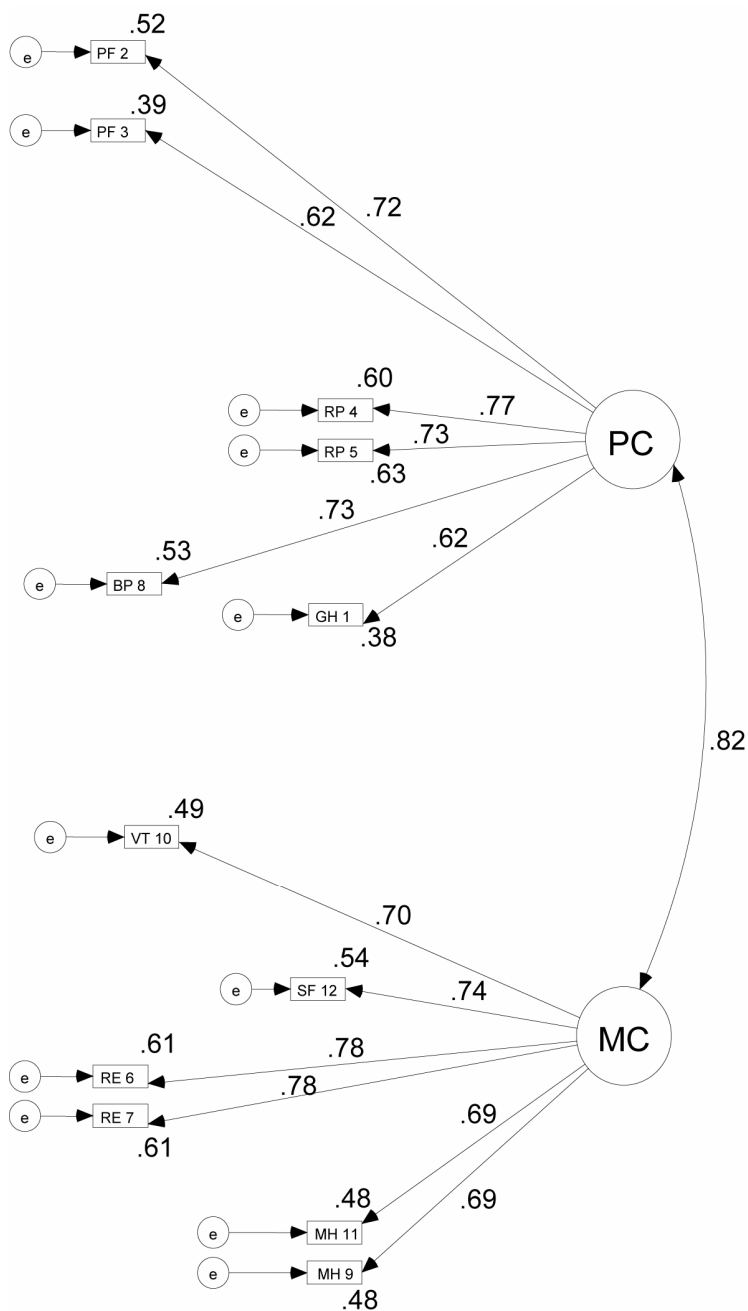 .52
e
PF 2
.39
e
PF 3
.72
.62
.60
e
RP 4
.77
PC
e
RP 5
.73
.63
.73
.53
.62
e
BP 8
e
GH 1
.38
.82
.49
e
VT 10
.70
.54
e
SF 12
.74
MC
.61
.78
e
RE 6
.78
e
RE 7
.61
.69
.48
.69
e
MH 11
e
MH 9
.48